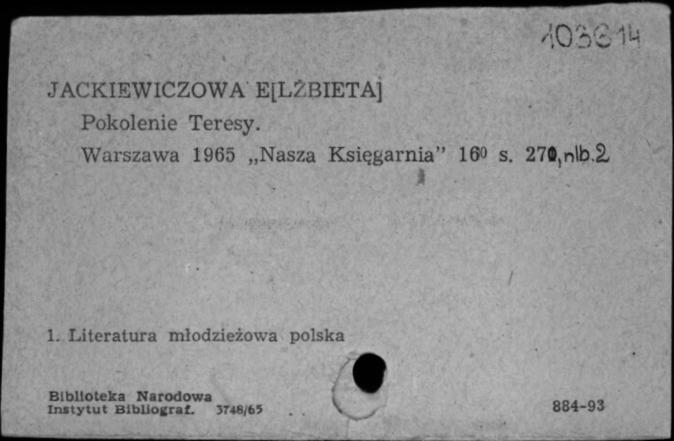 103614
JACKIEWICZOWA E[LŻBIETA]
Pokolenie Teresy.
Warszawa 1965 „Nasza Księgarnia” 16⁰ s. 270, nlb. 2
1. Literatura młodzieżowa polska
Biblioteka Narodowa
Instytut Bibliograf. 3748/65
884-93